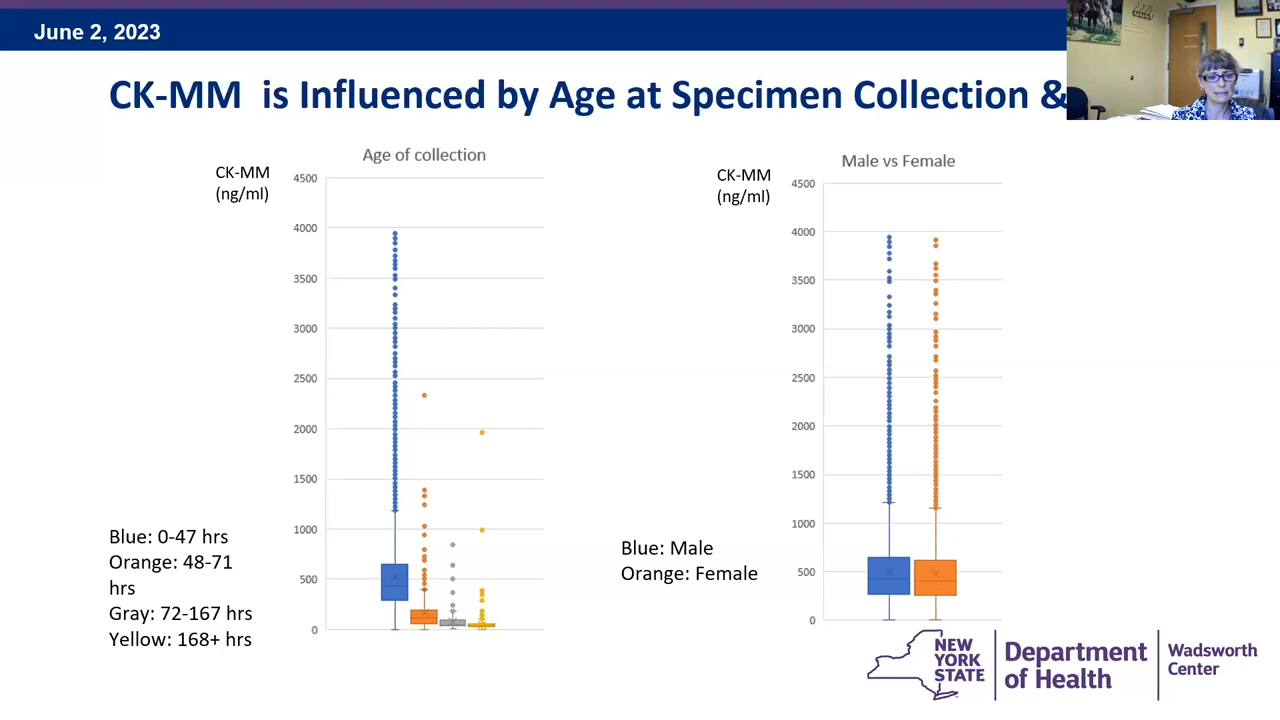 June 2, 2023
CK-MM is Influenced by Age at Specimen Collection &
Age of collection
CK-MM
(ng/ml)
4500
4000
3500
3000
2500
2000
1500
1000
500
0
Blue: 0-47 hrs
Orange: 48-71
hrs
Gray: 72-167 hrs
Yellow: 168+ hrs
Male vs Female
CK-MM
(ng/ml)
4500
4000
3500
3000
2500
2000
1500
1000
500
0
Blue: Male
Orange: Female
NEW
YORK
STATE
Department
of Health
Wadsworth
Center